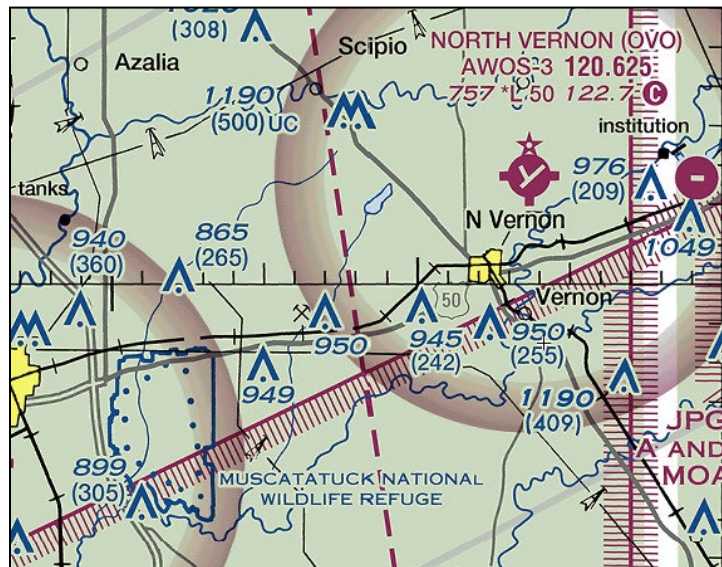 (308)
Azalia
Scipio
NORTH VERNON (OVO)
AWOS-3 120.625
757 *L 50 122.7 C
1190
(500) UC
institution
tanks
976
(209)
865
(265)
N Vernon
940
(360)
1049
50
Vernon
950
945
(242)
950
(255)
949
1190
(409)
JPG
A AND
MOA
899
(305)
MUSCATATUCK NATIONAL
WILDLIFE REFUGE